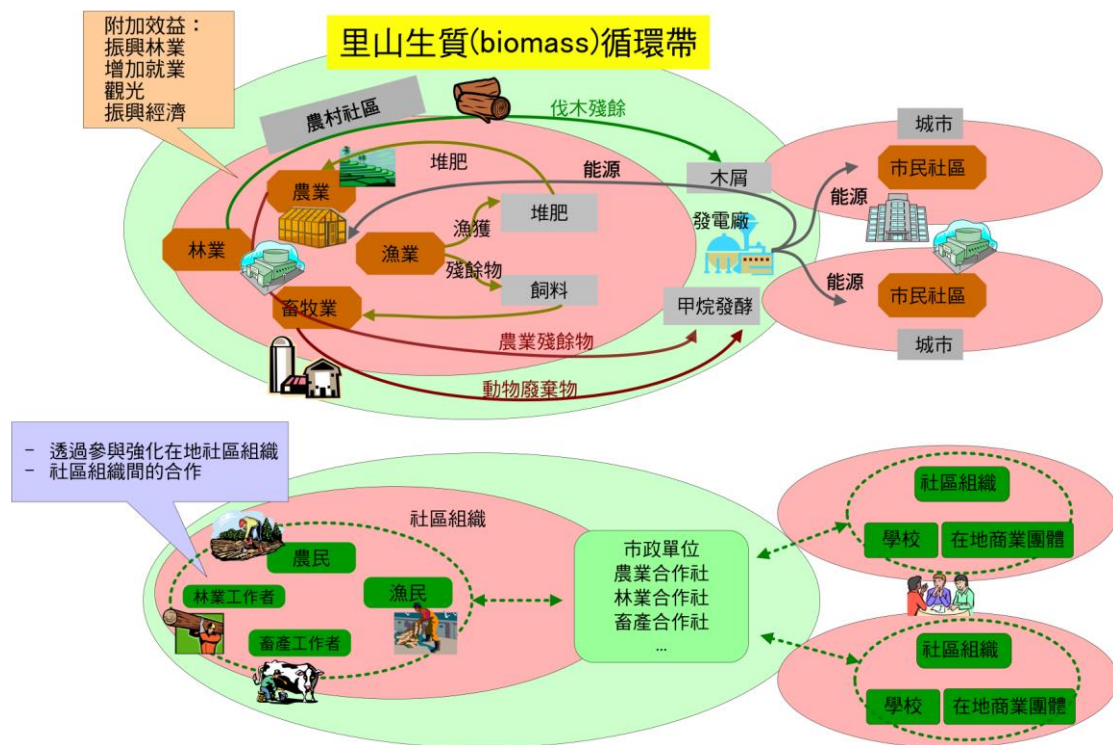 附加效益：
振興林業
增加就業
觀光
振興經濟
里山生質(biomass)循環帶
農村社區
伐木殘餘
堆肥
農業
能源
木屑
堆肥
漁獲
林業
漁業
殘餘物
飼料
畜牧業
發電廠
甲烷發酵
農業殘餘物
動物廢棄物
城市
市民社區
能源
能源
市民社區
城市
- 透過參與強化在地社區組織
- 社區組織間的合作
社區組織
農民
林業工作者
漁民
畜產工作者
市政單位
農業合作社
林業合作社
畜產合作社
...
社區組織
學校
在地商業團體
社區組織
學校
在地商業團體